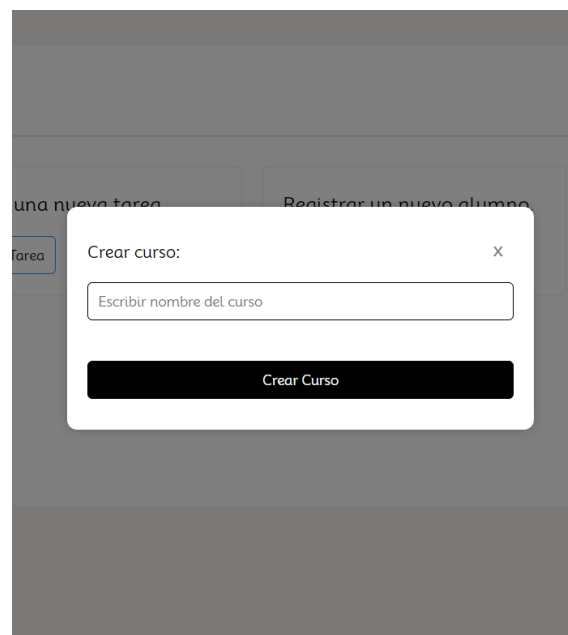 una nueva tarea
Registrar un nuevo alumno.
Tarea
Crear curso:
x
Escribir nombre del curso
Crear Curso